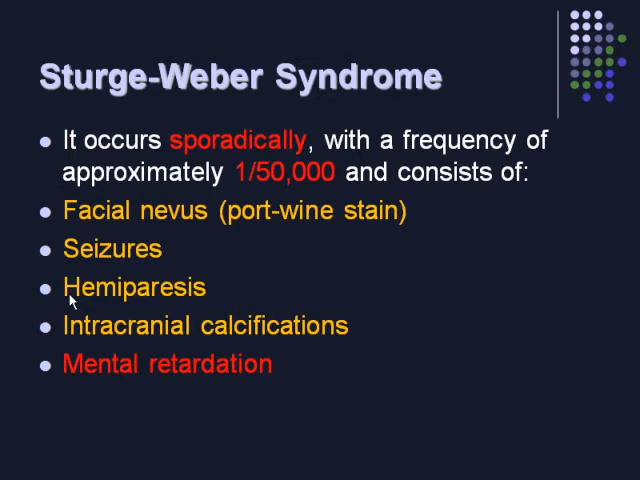 Sturge-Weber Syndrome
It occurs sporadically, with a frequency of
approximately 1/50,000 and consists of:
Facial nevus (port-wine stain)
Seizures
Hemiparesis
Intracranial calcifications
Mental retardation